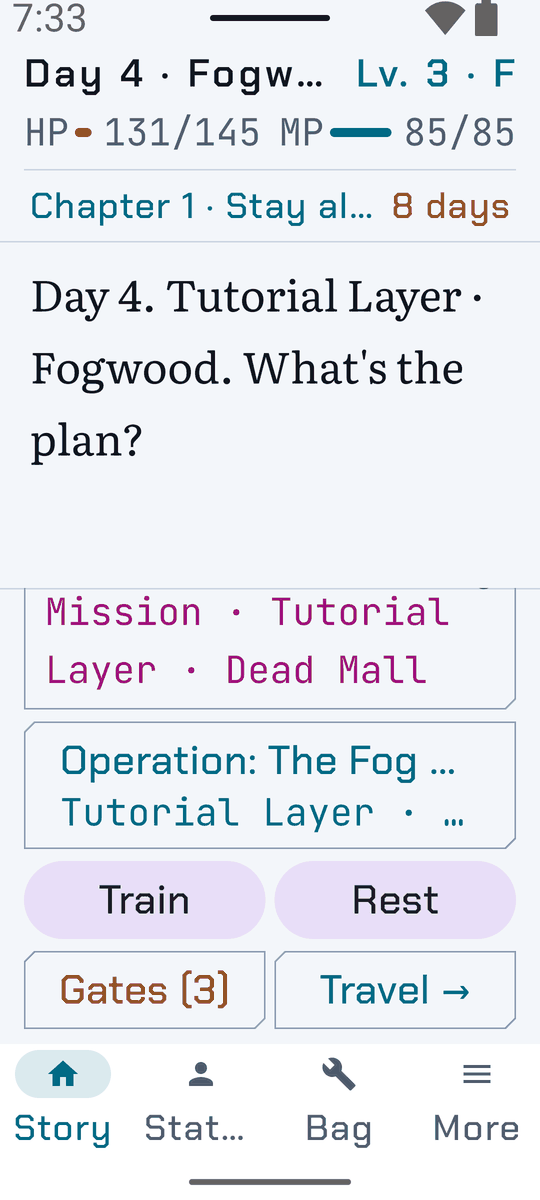 7:33
Day 4 · Fogw… Lv. 3 · F
HP 131/145 MP 85/85
Chapter 1 · Stay al… 8 days
Day 4. Tutorial Layer ·
Fogwood. What's the
plan?
Mission · Tutorial
Layer · Dead Mall
Operation: The Fog …
Tutorial Layer · …
Train Rest
Gates (3) Travel →
Story Stat… Bag More